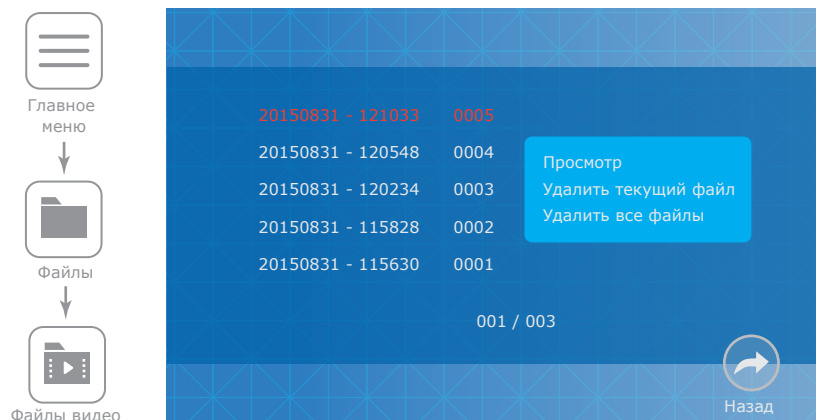 Главное
меню
Файлы
Файлы видео
20150831 - 121033 0005
20150831 - 120548 0004
20150831 - 120234 0003
20150831 - 115828 0002
20150831 - 115630 0001
Просмотр
Удалить текущий файл
Удалить все файлы
001 / 003
Назад